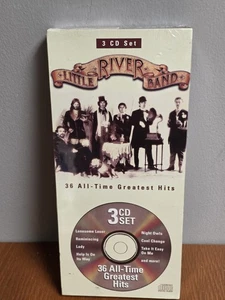 3 CD Set
LITTLE RIVER BAND
36 All-Time Greatest Hits
3 CD
SET
Lonesome Loser
Reminiscing
Lady
Help Is On
Its Way
Night Owls
Cool Change
Take It Easy
On Me
and more!
36 All-Time
Greatest
Hits